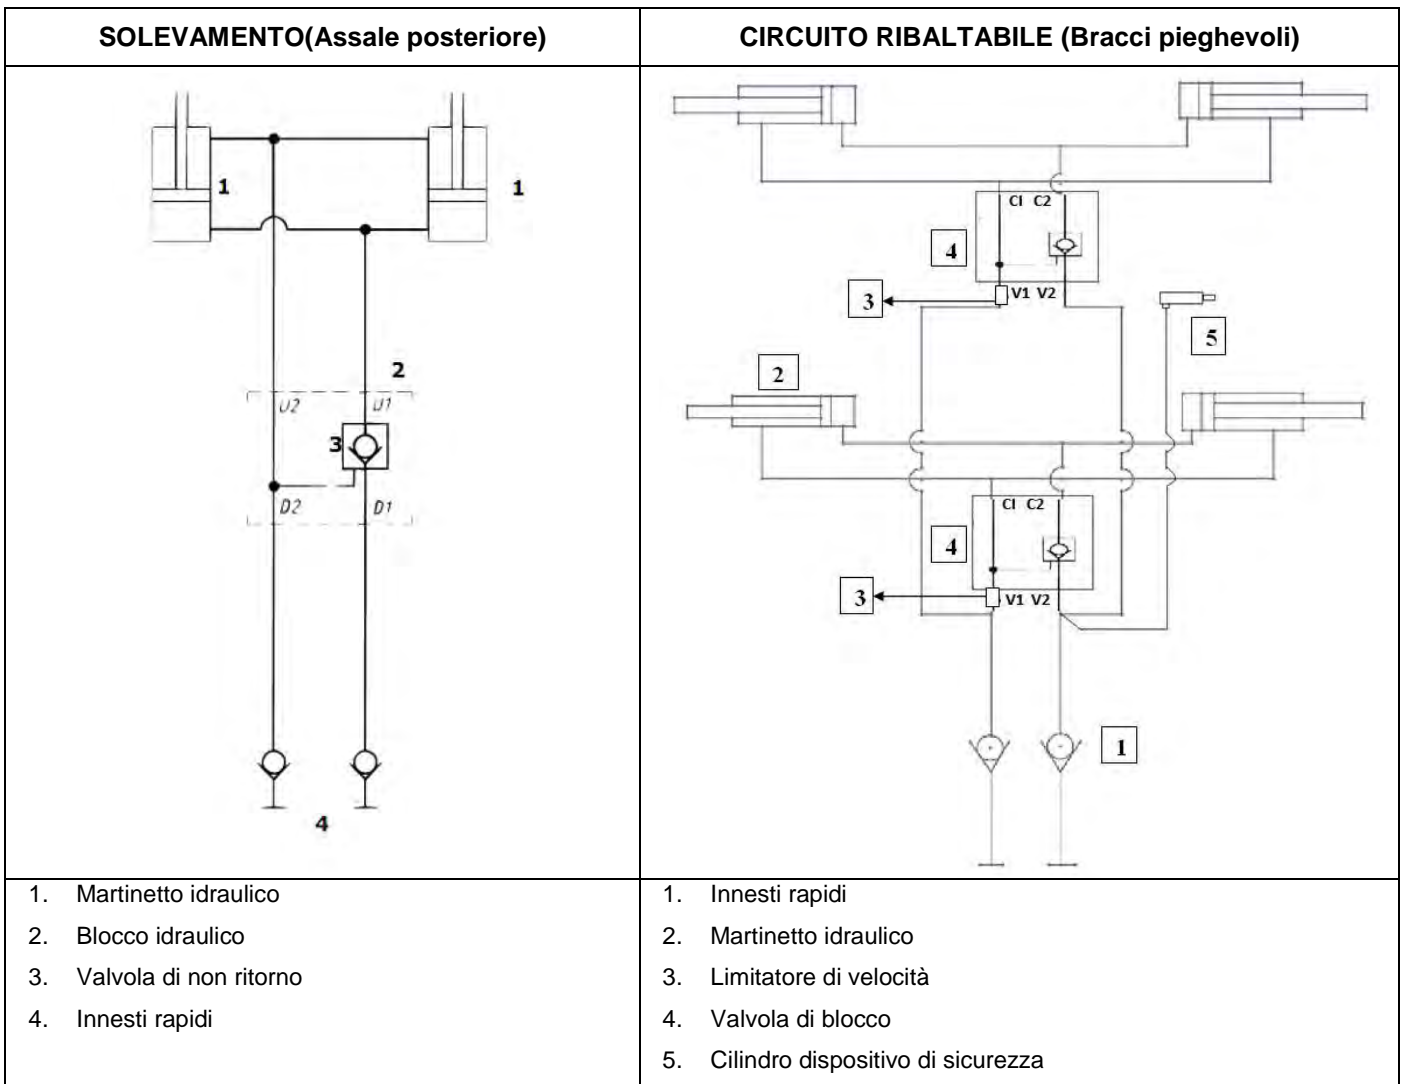 SOLEVAMENTO(Assale posteriore)
CIRCUITO RIBALTABILE (Bracci pieghevoli)
1
1
2
U2
U1
3
D2
D1
4
CI C2
4
3
V1 V2
5
2
CI C2
4
3
V1 V2
1
1. Martinetto idraulico
2. Blocco idraulico
3. Valvola di non ritorno
4. Innesti rapidi
1. Innesti rapidi
2. Martinetto idraulico
3. Limitatore di velocità
4. Valvola di blocco
5. Cilindro dispositivo di sicurezza